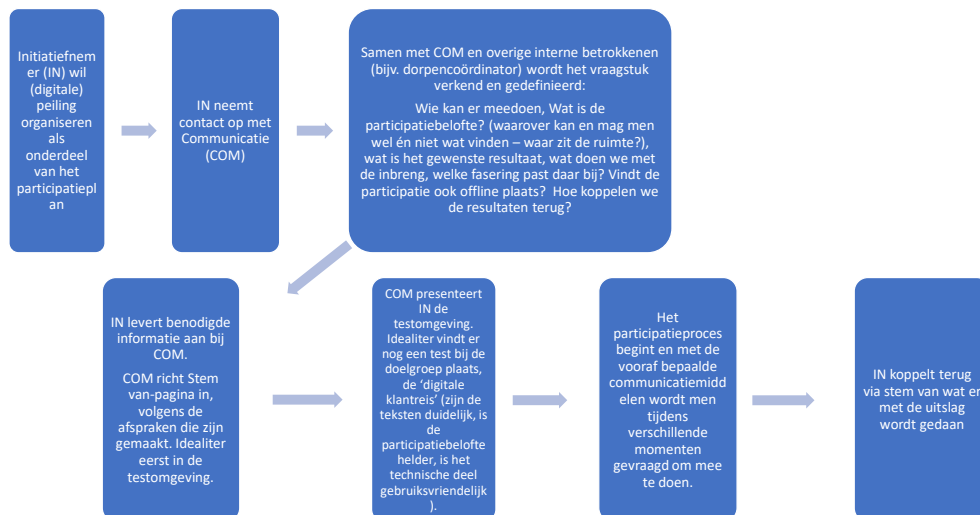 Initiatiefnem
er (IN) wil
(digitale)
peiling
organiseren
als
onderdeel
van het
participatiepl
an
IN neemt
contact op met
Communicatie
(COM)
Samen met COM en overige interne betrokkenen
(bijv. dorpencoördinator) wordt het vraagstuk
verkend en gedefinieerd:
Wie kan er meedoen, Wat is de
participatiebelofte? (waarover kan en mag men
wel én niet wat vinden – waar zit de ruimte?),
wat is het gewenste resultaat, wat doen we met
de inbreng, welke fasering past daar bij? Vindt de
participatie ook offline plaats?  Hoe koppelen we
de resultaten terug?
IN levert benodigde
informatie aan bij
COM.
COM richt Stem
van-pagina in,
volgens de
afspraken die zijn
gemaakt. Idealiter
eerst in de
testomgeving.
COM presenteert
IN de
testomgeving.
Idealiter vindt er
nog een test bij de
doelgroep plaats,
de ‘digitale
klantreis’ (zijn de
teksten duidelijk, is
de
participatiebelofte
helder, is het
technische deel
gebruiksvriendelijk
).
Het
participatieproces
begint en met de
vooraf bepaalde
communicatiemidd
elen wordt men
tijdens
verschillende
momenten
gevraagd om mee
te doen.
IN koppelt terug
via stem van wat er
met de uitslag
wordt gedaan